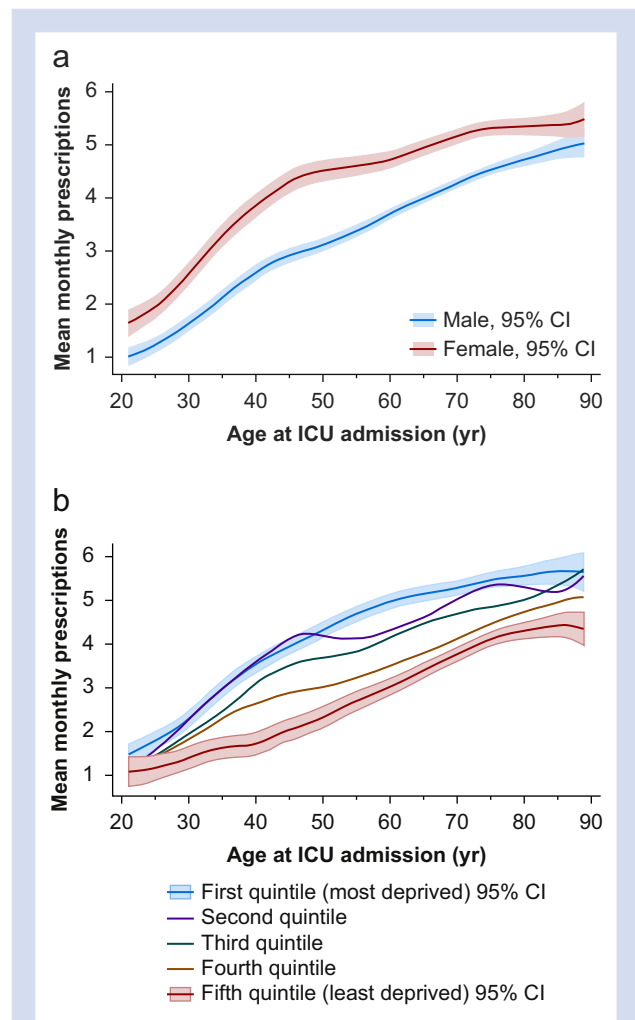 a
6
5
4
3
2
1
Mean monthly prescriptions
Male, 95% CI
Female, 95% CI
20 30 40 50 60 70 80 90
Age at ICU admission (yr)
b
6
5
4
3
2
1
Mean monthly prescriptions
20 30 40 50 60 70 80 90
Age at ICU admission (yr)
First quintile (most deprived) 95% CI
Second quintile
Third quintile
Fourth quintile
Fifth quintile (least deprived) 95% CI